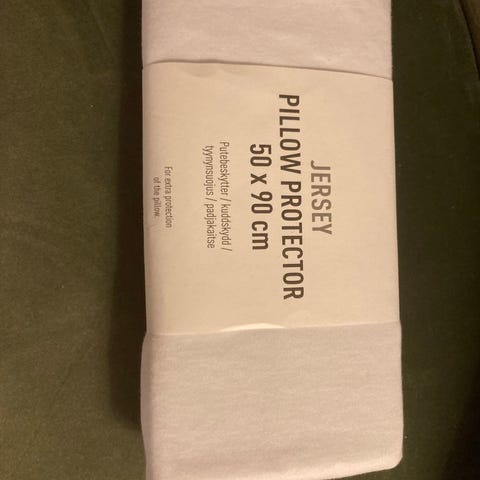 JERSEY
PILLOW PROTECTOR
50 x 90 cm
Putebeskytter / kuddskydd /
tyynynsuojus / padjakaitse
For extra protection
of the pillow.